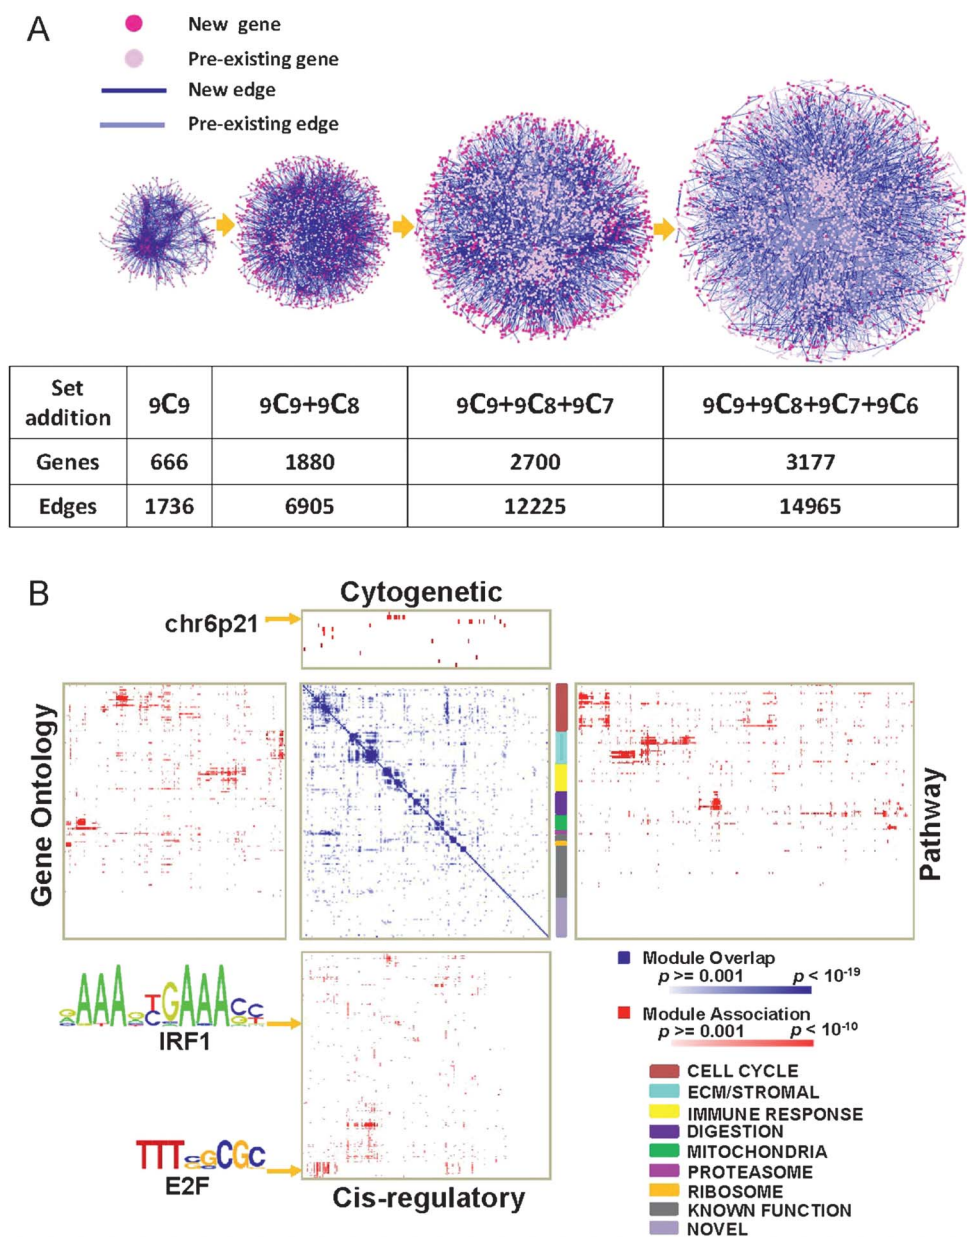 A
New gene
Pre-existing gene
New edge
Pre-existing edge
Set addition 9C9 9C9+9C8 9C9+9C8+9C7 9C9+9C8+9C7+9C6
Genes 666 1880 2700 3177
Edges 1736 6905 12225 14965
B
Cytogenetic
chr6p21
Gene Ontology
Pathway
IRF1
E2F
Cis-regulatory
Module Overlap
p >= 0.001 p < 10-19
Module Association
p >= 0.001 p < 10-10
CELL CYCLE
ECM/STROMAL
IMMUNE RESPONSE
DIGESTION
MITOCHONDRIA
PROTEASOME
RIBOSOME
KNOWN FUNCTION
NOVEL